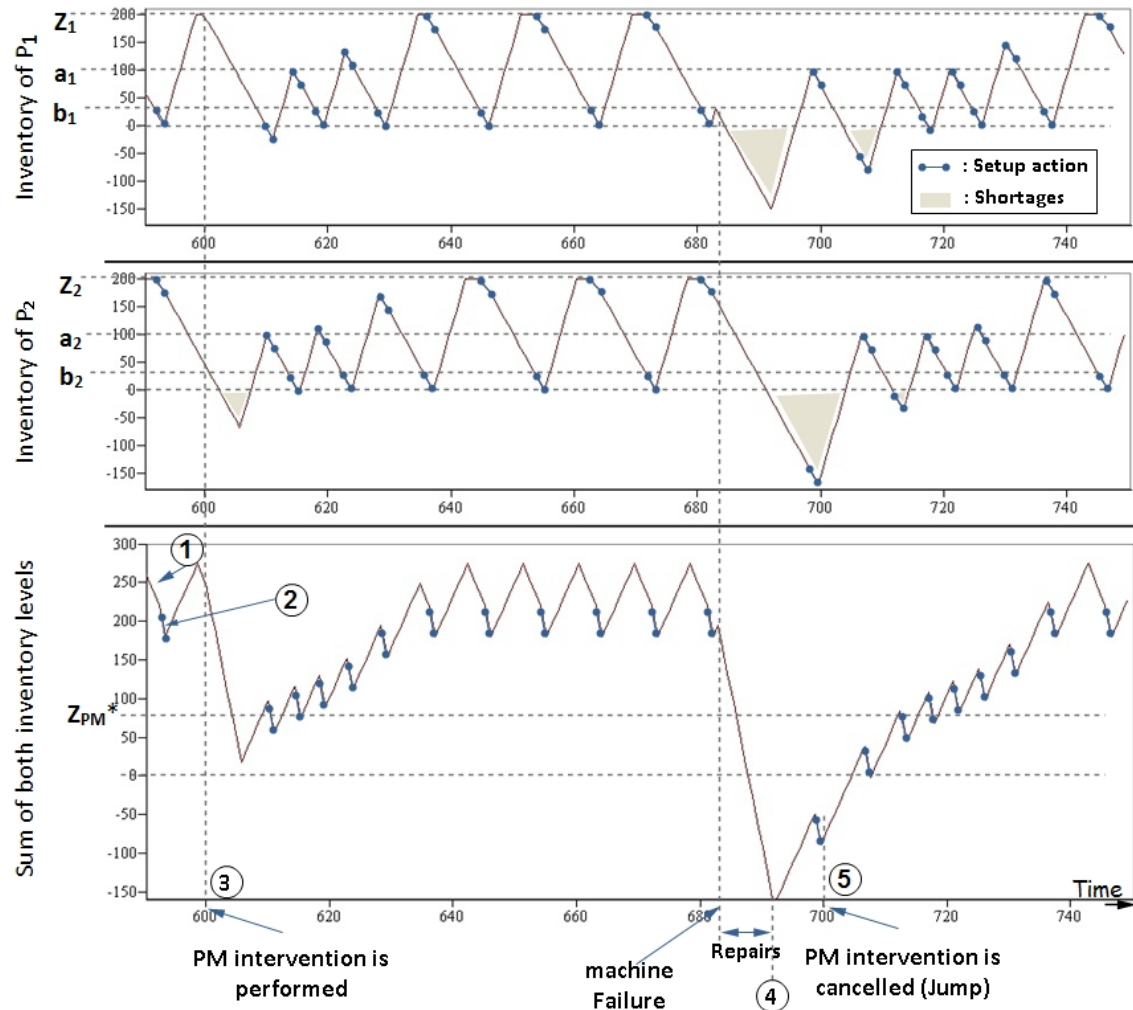 Inventory of P1
Z1
a1
b1
200
150
100
50
0
-50
-100
-150
: Setup action
: Shortages
600
620
640
660
680
700
720
740
Inventory of P2
Z2
a2
b2
200
150
100
50
0
-50
-100
-150
600
620
640
660
680
700
720
740
Sum of both inventory levels
ZPM*
300
250
200
150
100
50
0
-50
-100
-150
1
2
3
5
Time
600
620
640
660
680
700
720
740
PM intervention is
performed
machine
Failure
Repairs
4
PM intervention is
cancelled (Jump)